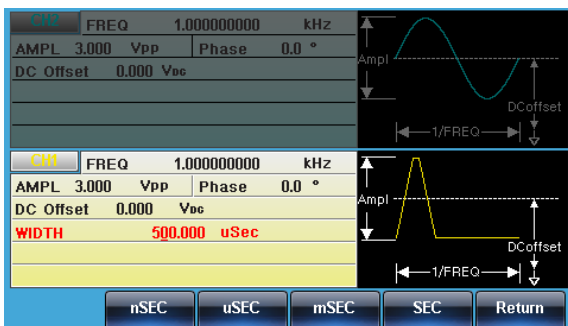 CH2 FREQ 1.000000000 kHz
AMPL 3.000 Vpp Phase 0.0 °
DC Offset 0.000 VDC
Ampl
DCoffset
1/FREQ
CH1 FREQ 1.000000000 kHz
AMPL 3.000 Vpp Phase 0.0 °
DC Offset 0.000 VDC
WIDTH 500.000 uSec
Ampl
DCoffset
1/FREQ
nSEC uSEC mSEC SEC Return